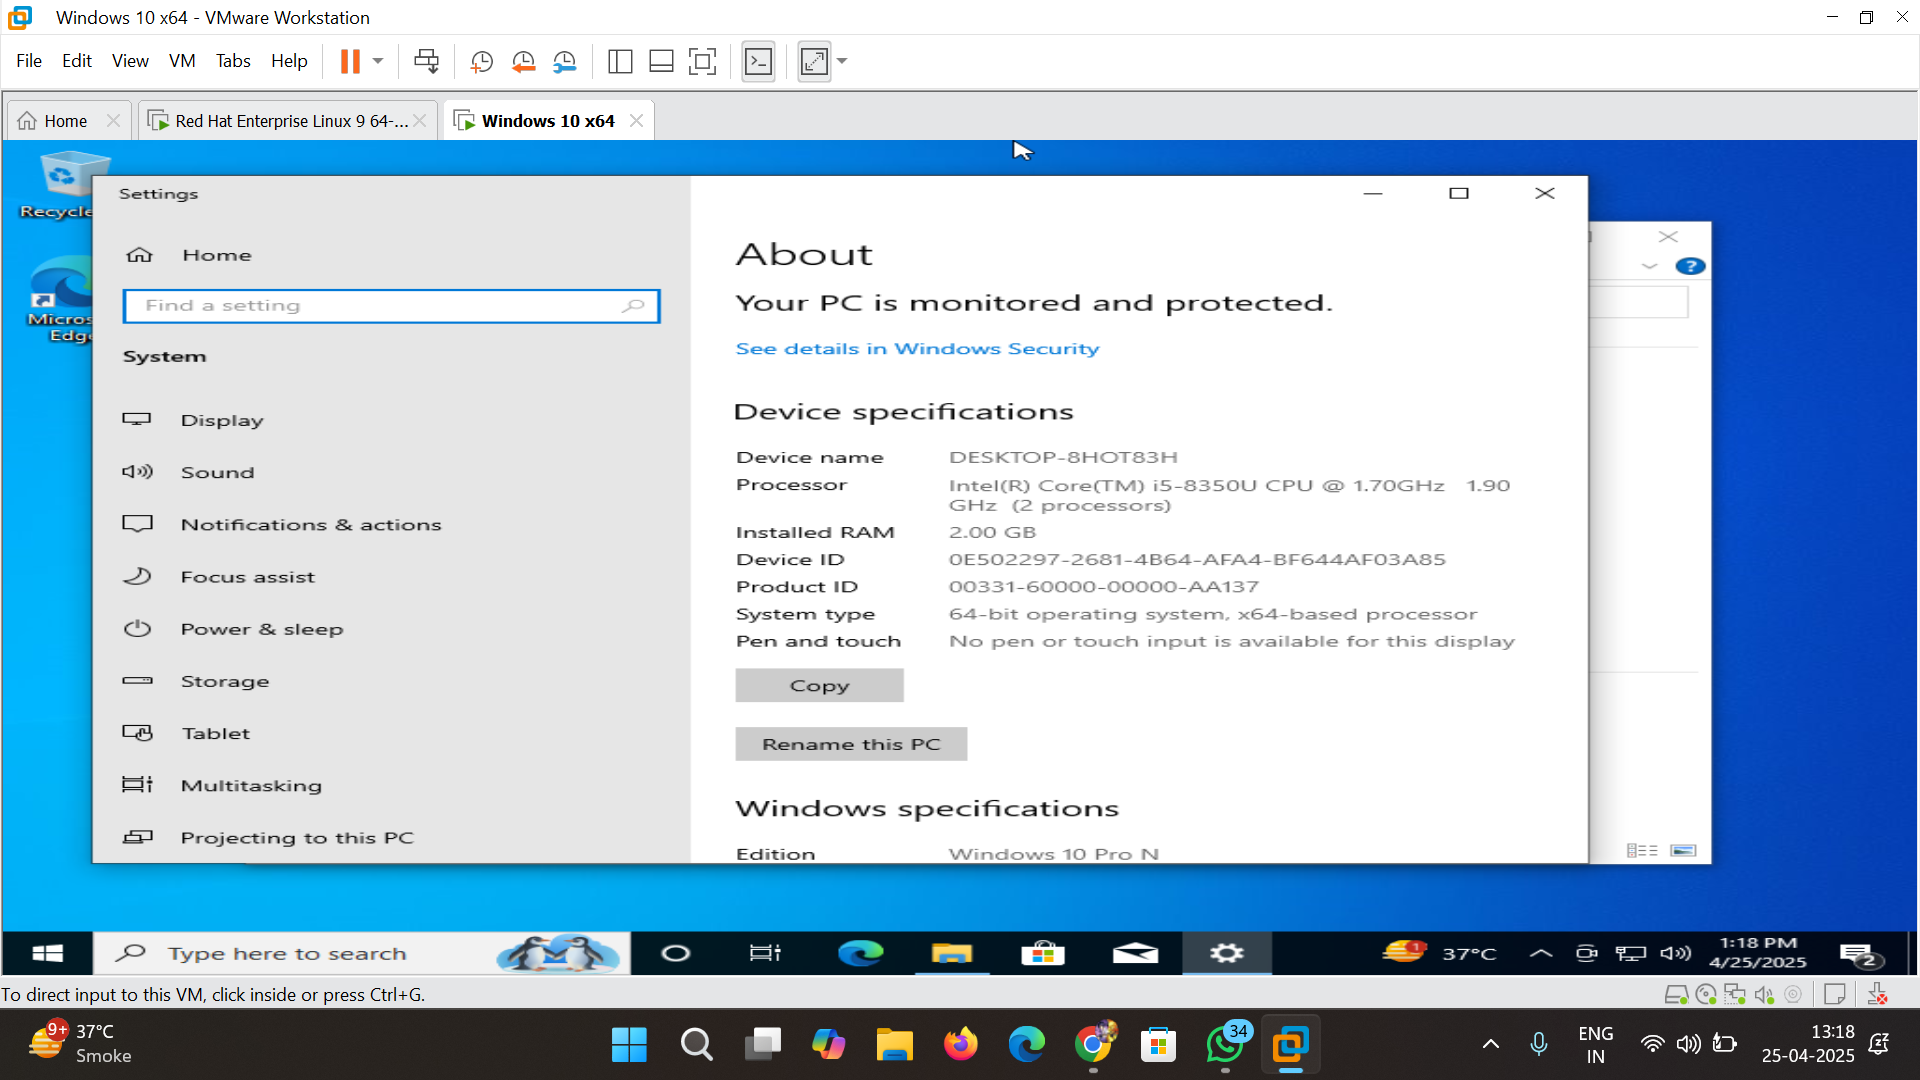 Windows 10 x64 - VMware Workstation
File Edit View VM Tabs Help
Home
Red Hat Enterprise Linux 9 64-...
Windows 10 x64
Recycle
Micros
Edg
Settings
Home
Find a setting
System
Display
Sound
Notifications & actions
Focus assist
Power & sleep
Storage
Tablet
Multitasking
Projecting to this PC
About
Your PC is monitored and protected.
See details in Windows Security
Device specifications
Device name DESKTOP-8HOT83H
Processor Intel(R) Core(TM) i5-8350U CPU @ 1.70GHz 1.90
GHz (2 processors)
Installed RAM 2.00 GB
Device ID 0E502297-2681-4B64-AFA4-BF644AF03A85
Product ID 00331-60000-00000-AA137
System type 64-bit operating system, x64-based processor
Pen and touch No pen or touch input is available for this display
Copy
Rename this PC
Windows specifications
Edition Windows 10 Pro N
?
Type here to search
1
37°C
1:18 PM
4/25/2025
2
To direct input to this VM, click inside or press Ctrl+G.
9+
37°C
Smoke
34
ENG
IN
13:18
25-04-2025